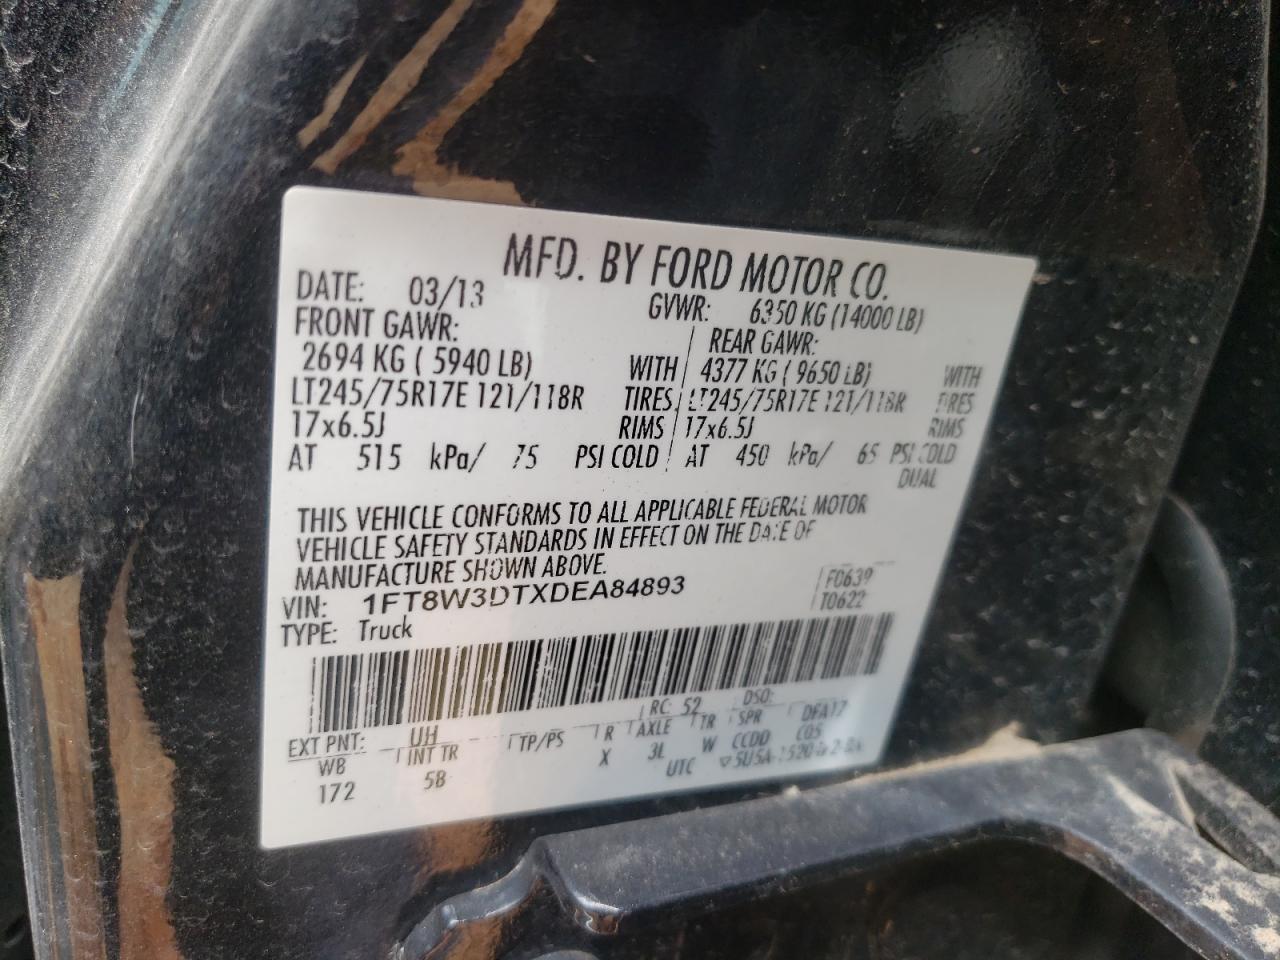 MFD. BY FORD MOTOR CO.
DATE: 03/13 GVWR: 6350 KG (14000 LB)
FRONT GAWR: REAR GAWR:
2694 KG ( 5940 LB) WITH 4377 KG ( 9650 LB) WITH
LT245/75R17E 121/118R TIRES LT245/75R17E 121/118R TIRES
17x6.5J RIMS 17x6.5J RIMS
AT 515 kPa/ 75 PSI COLD AT 450 kPa/ 65 PSI COLD
DUAL
THIS VEHICLE CONFORMS TO ALL APPLICABLE FEDERAL MOTOR
VEHICLE SAFETY STANDARDS IN EFFECT ON THE DATE OF
MANUFACTURE SHOWN ABOVE.
VIN: 1FT8W3DTXDEA84893 F0639
TYPE: Truck T0622
EXT PNT: UH RC: 52 DSO:
WB INT TR TP/PS R AXLE TR SPR DFA17
172 5B X 3L W CCDD COS
UTC